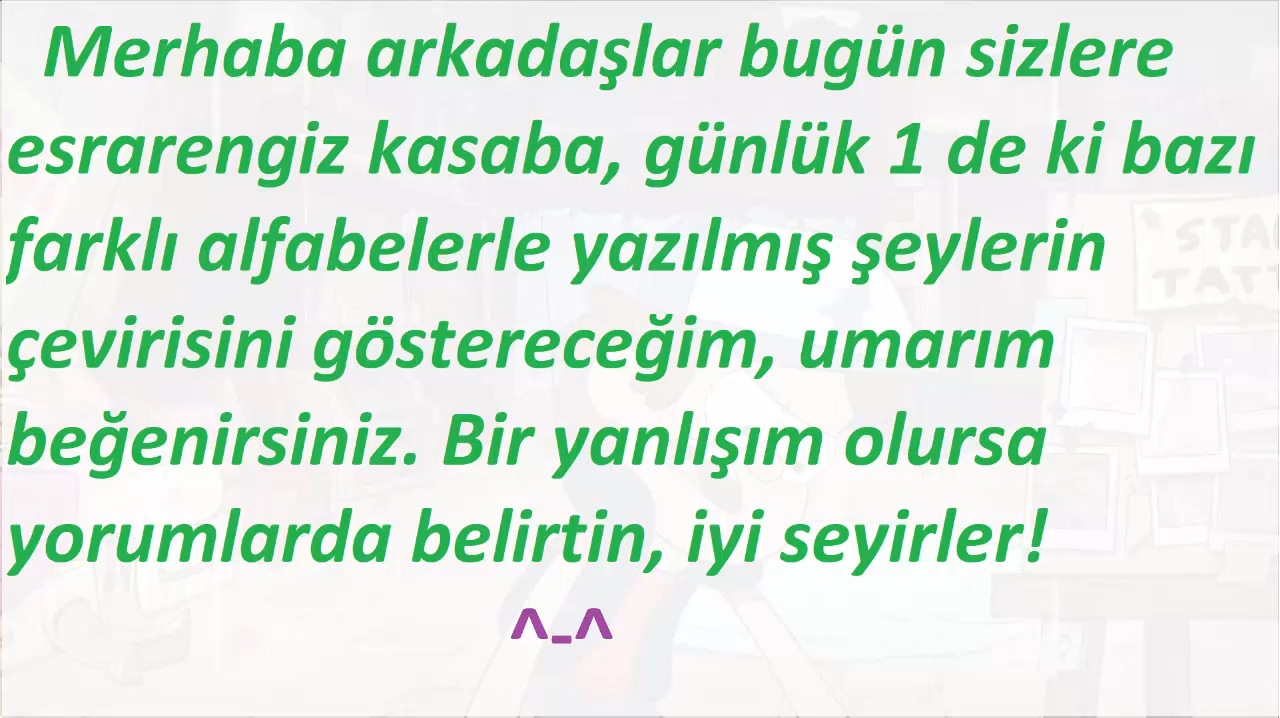 Merhaba arkadaşlar bugün sizlere
esrarengiz kasaba, günlük 1 de ki bazı
farklı alfabelerle yazılmış şeylerin
çevirisini göstereceğim, umarım
beğenirsiniz. Bir yanlışım olursa
yorumlarda belirtin, iyi seyirler!
^-^